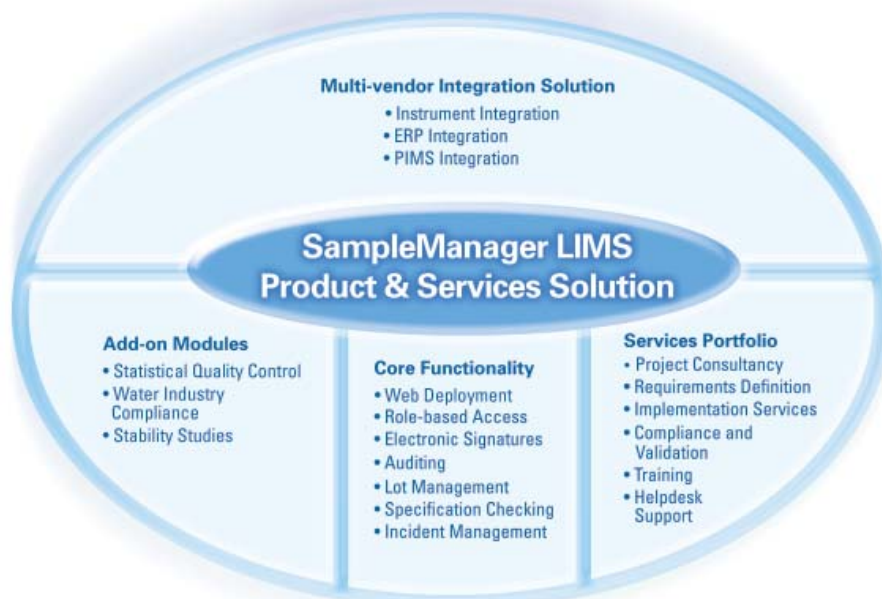 Multi-vendor Integration Solution
• Instrument Integration
• ERP Integration
• PIMS Integration
SampleManager LIMS
Product & Services Solution
Add-on Modules
• Statistical Quality Control
• Water Industry
Compliance
• Stability Studies
Core Functionality
• Web Deployment
• Role-based Access
• Electronic Signatures
• Auditing
• Lot Management
• Specification Checking
• Incident Management
Services Portfolio
• Project Consultancy
• Requirements Definition
• Implementation Services
• Compliance and
Validation
• Training
• Helpdesk
Support